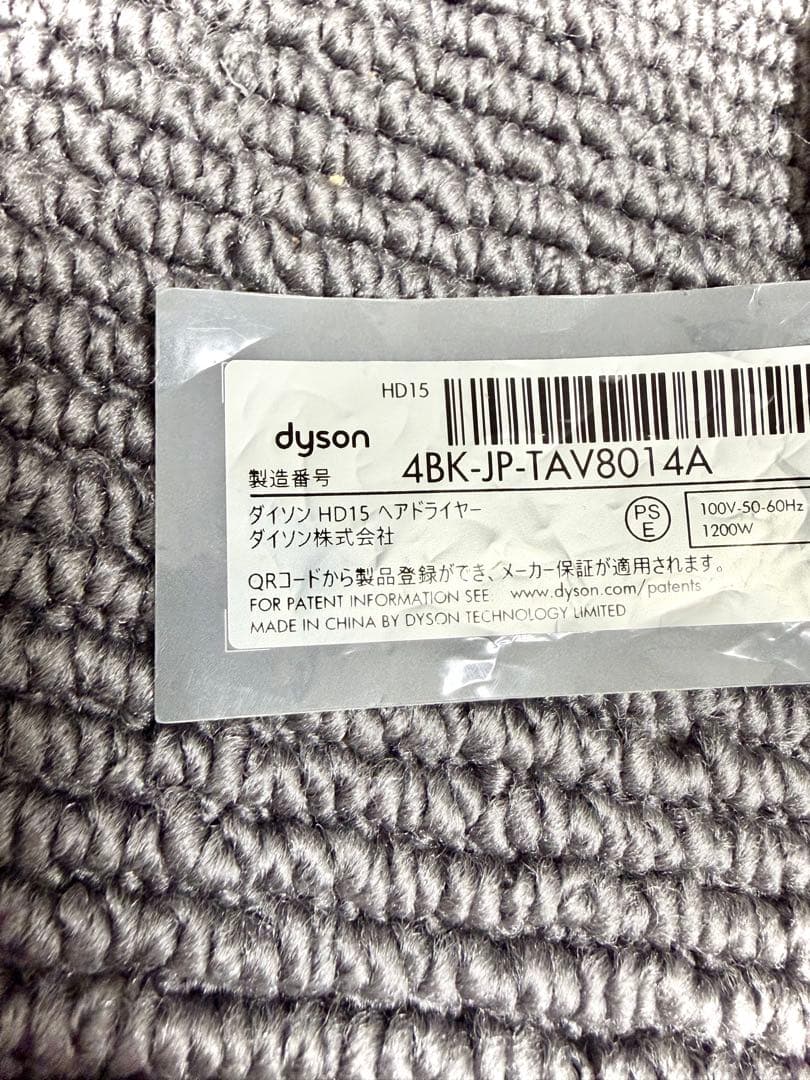 HD15
dyson
製造番号 4BK-JP-TAV8014A
ダイソン HD15 ヘアドライヤー
ダイソン株式会社
PS
E
100V-50-60Hz
1200W
QRコードから製品登録ができ、メーカー保証が適用されます。
FOR PATENT INFORMATION SEE: www.dyson.com/patents
MADE IN CHINA BY DYSON TECHNOLOGY LIMITED